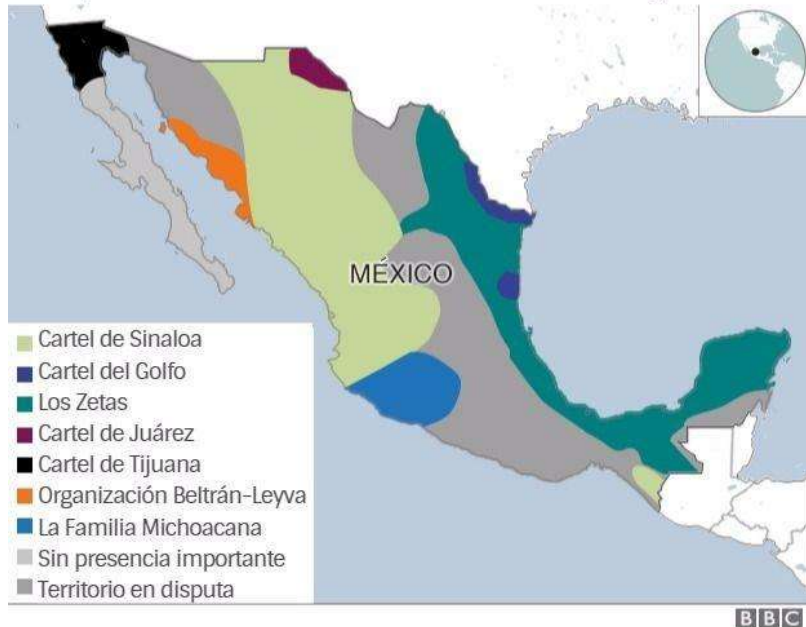 MÉXICO
Cartel de Sinaloa
Cartel del Golfo
Los Zetas
Cartel de Juárez
Cartel de Tijuana
Organización Beltrán-Leyva
La Familia Michoacana
Sin presencia importante
Territorio en disputa
BBC